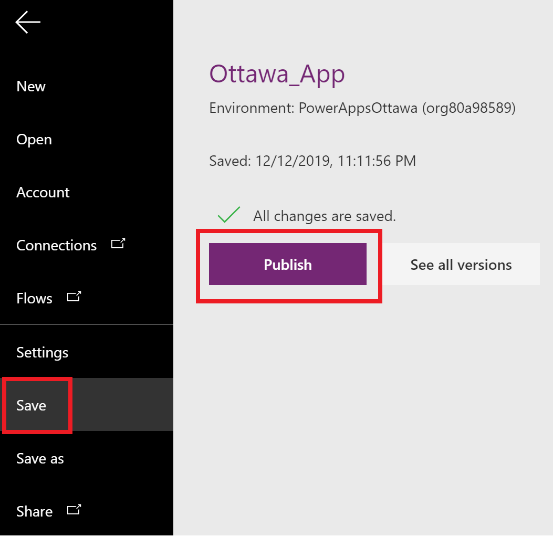 New
Open
Account
Connections
Flows
Settings
Save
Save as
Share
Ottawa_App
Environment: PowerAppsOttawa (org80a98589)
Saved: 12/12/2019, 11:11:56 PM
All changes are saved.
Publish
See all versions